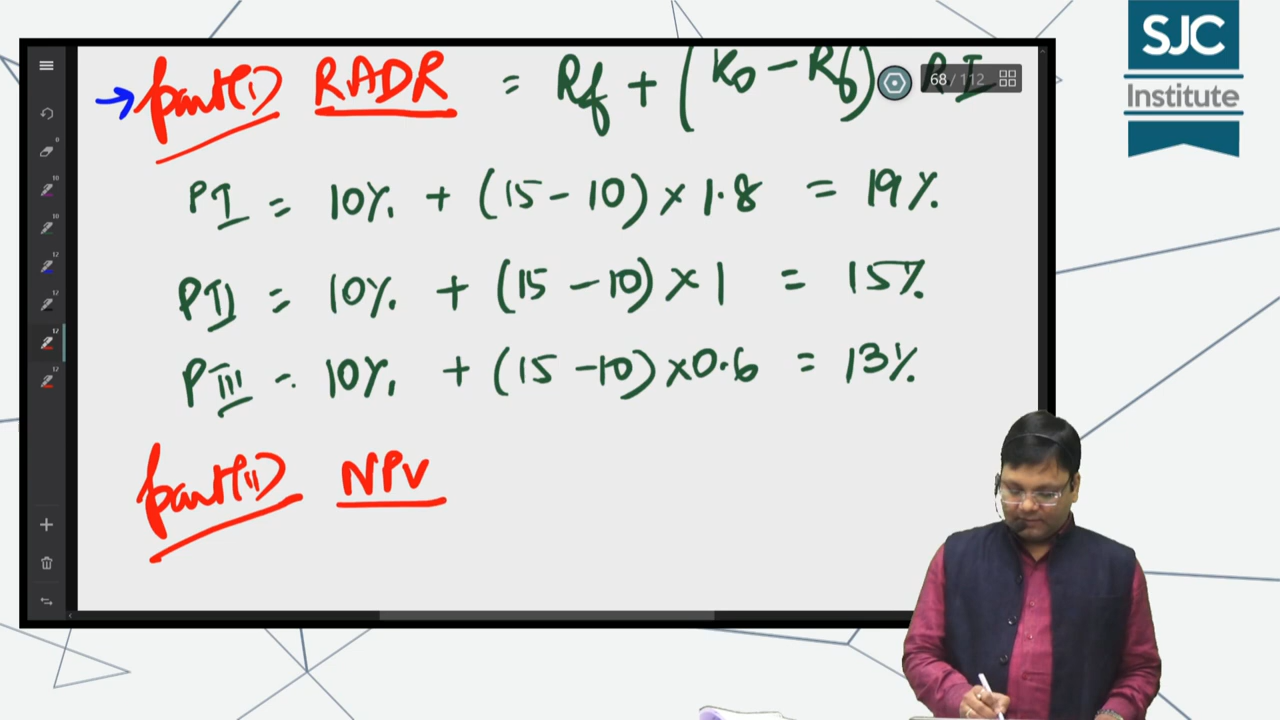 SJC
Institute
→ part(i) RADR = Rf + (Ko - Rf) RI
68 / 112
PI = 10% + (15 - 10) × 1.8 = 19%
PII = 10% + (15 - 10) × 1 = 15%
PIII = 10% + (15 - 10) × 0.6 = 13%
part(ii) NPV